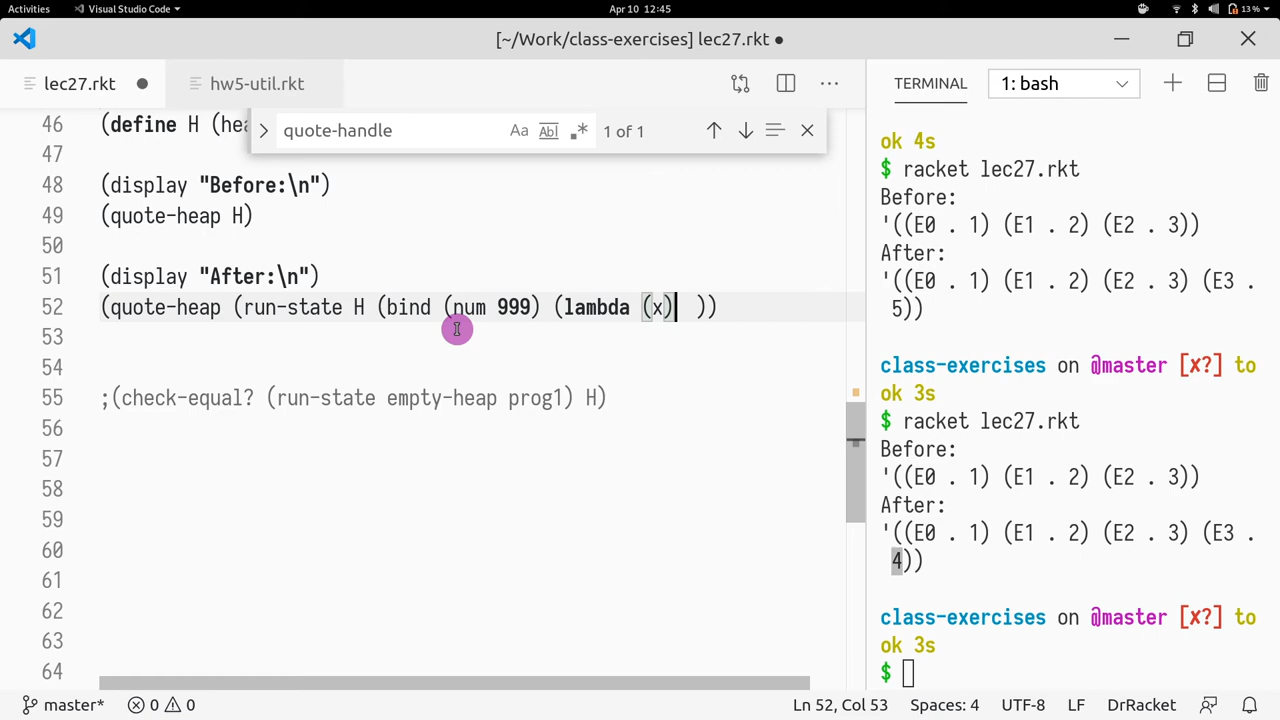 Activities
Visual Studio Code
Apr 10 12:45
13 %
[~/Work/class-exercises] lec27.rkt ●
lec27.rkt
hw5-util.rkt
quote-handle
Aa
Abl
1 of 1
46 (define H (hea
47
48 (display "Before:\n")
49 (quote-heap H)
50
51 (display "After:\n")
52 (quote-heap (run-state H (bind (num 999) (lambda (x)  ))
53
54
55 ;(check-equal? (run-state empty-heap prog1) H)
56
57
58
59
60
61
62
63
64
TERMINAL
1: bash
ok 4s
$ racket lec27.rkt
Before:
'((E0 . 1) (E1 . 2) (E2 . 3))
After:
'((E0 . 1) (E1 . 2) (E2 . 3) (E3 .
5))
class-exercises on @master [✘?] to
ok 3s
$ racket lec27.rkt
Before:
'((E0 . 1) (E1 . 2) (E2 . 3))
After:
'((E0 . 1) (E1 . 2) (E2 . 3) (E3 .
4))
class-exercises on @master [✘?] to
ok 3s
$
master*
0
0
Ln 52, Col 53
Spaces: 4
UTF-8
LF
DrRacket